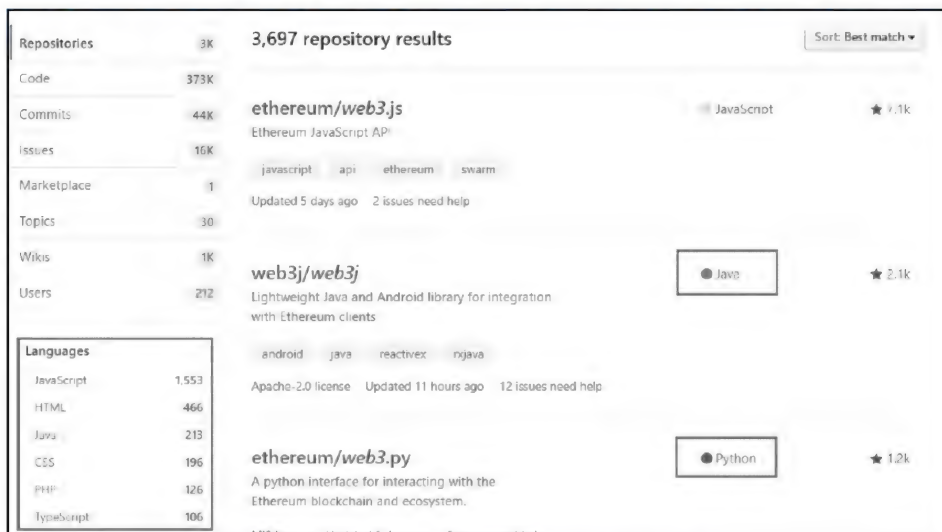 Repositories 3K
Code 373K
Commits 44K
Issues 16K
Marketplace 1
Topics 30
Wikis 1K
Users 212
Languages
JavaScript 1,553
HTML 466
Java 213
CSS 196
PHP 126
TypeScript 106
3,697 repository results
Sort: Best match
ethereum/web3.js
JavaScript
Ethereum JavaScript API
javascript api ethereum swarm
Updated 5 days ago 2 issues need help
web3j/web3j
Java
2.1k
Lightweight Java and Android library for integration
with Ethereum clients
android java reactivex rxjava
Apache-2.0 license Updated 11 hours ago 12 issues need help
ethereum/web3.py
Python
1.2k
A python interface for interacting with the
Ethereum blockchain and ecosystem.